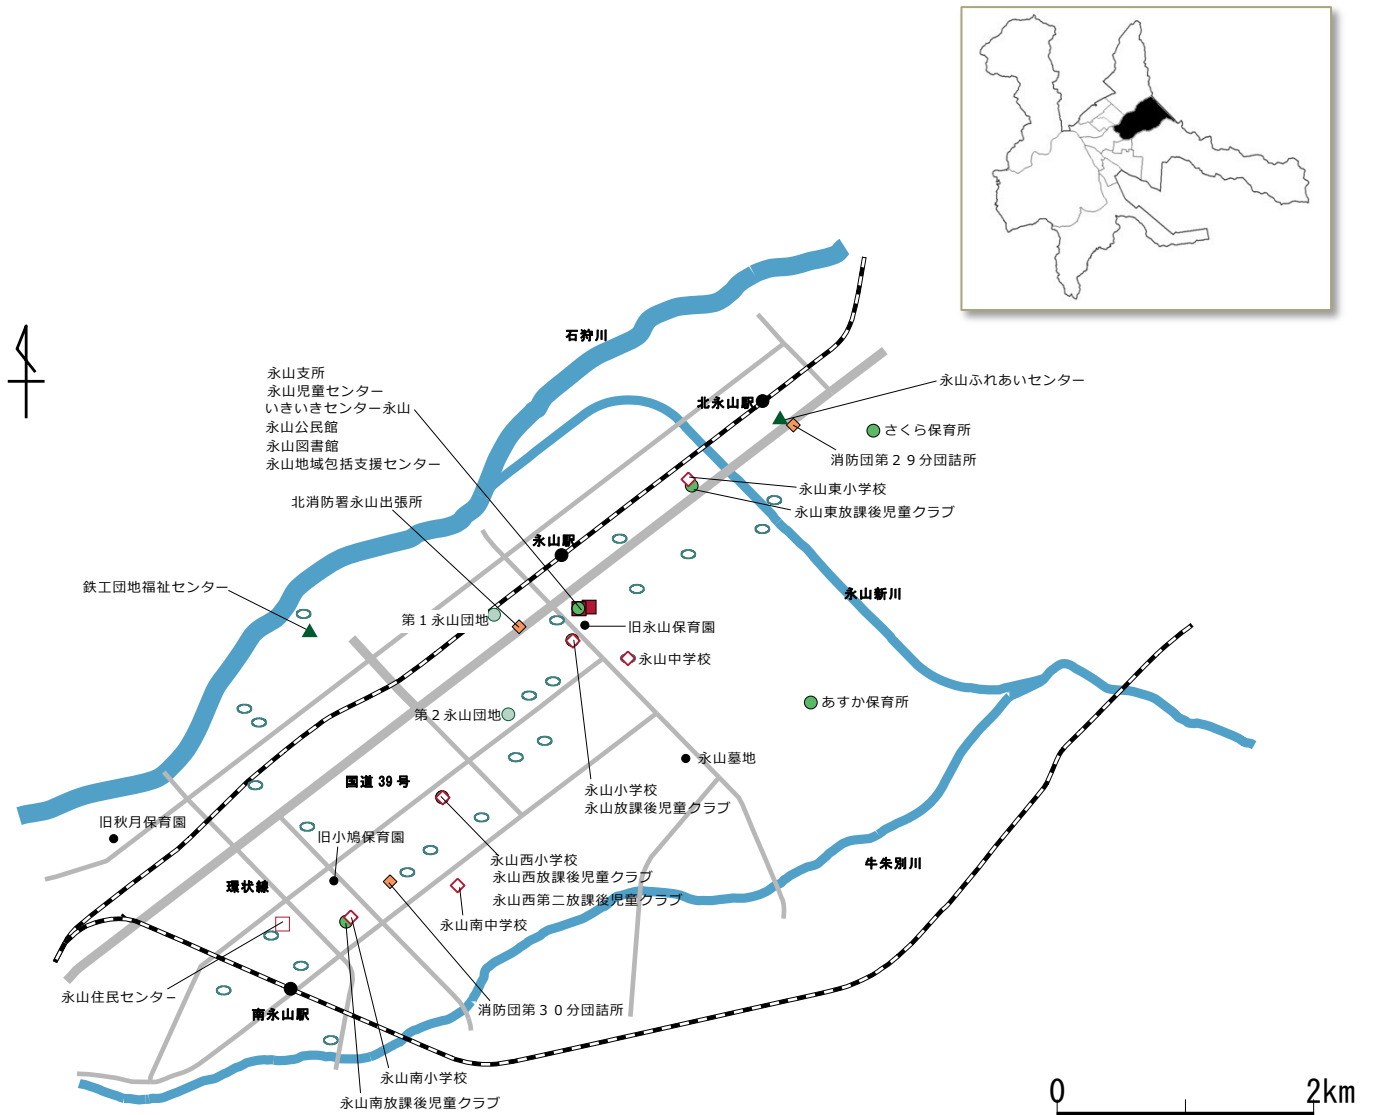 石狩川
永山支所
永山児童センター
いきいきセンター永山
永山公民館
永山図書館
永山地域包括支援センター
北消防署永山出張所
北永山駅
永山ふれあいセンター
さくら保育所
消防団第２９分団詰所
永山東小学校
永山東放課後児童クラブ
永山駅
鉄工団地福祉センター
第１永山団地
旧永山保育園
永山中学校
永山新川
あすか保育所
第２永山団地
永山墓地
国道 39 号
永山小学校
永山放課後児童クラブ
旧秋月保育園
旧小鳩保育園
永山西小学校
永山西放課後児童クラブ
永山西第二放課後児童クラブ
牛朱別川
環状線
永山南中学校
永山住民センター
南永山駅
消防団第３０分団詰所
永山南小学校
永山南放課後児童クラブ
0 2km